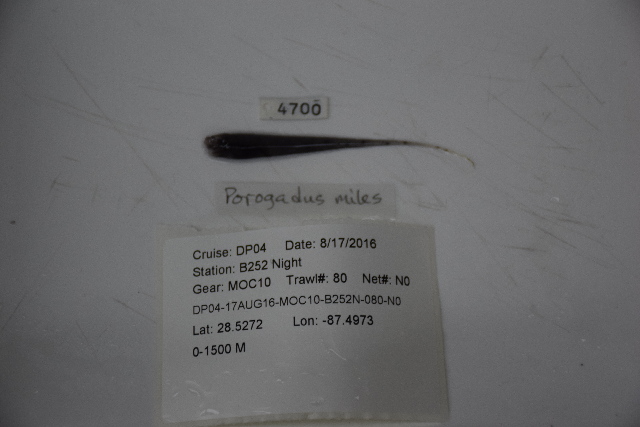 4700
Porogadus miles
Cruise: DP04 Date: 8/17/2016
Station: B252 Night
Gear: MOC10 Trawl#: 80 Net#: N0
DP04-17AUG16-MOC10-B252N-080-N0
Lat: 28.5272 Lon: -87.4973
0-1500 M